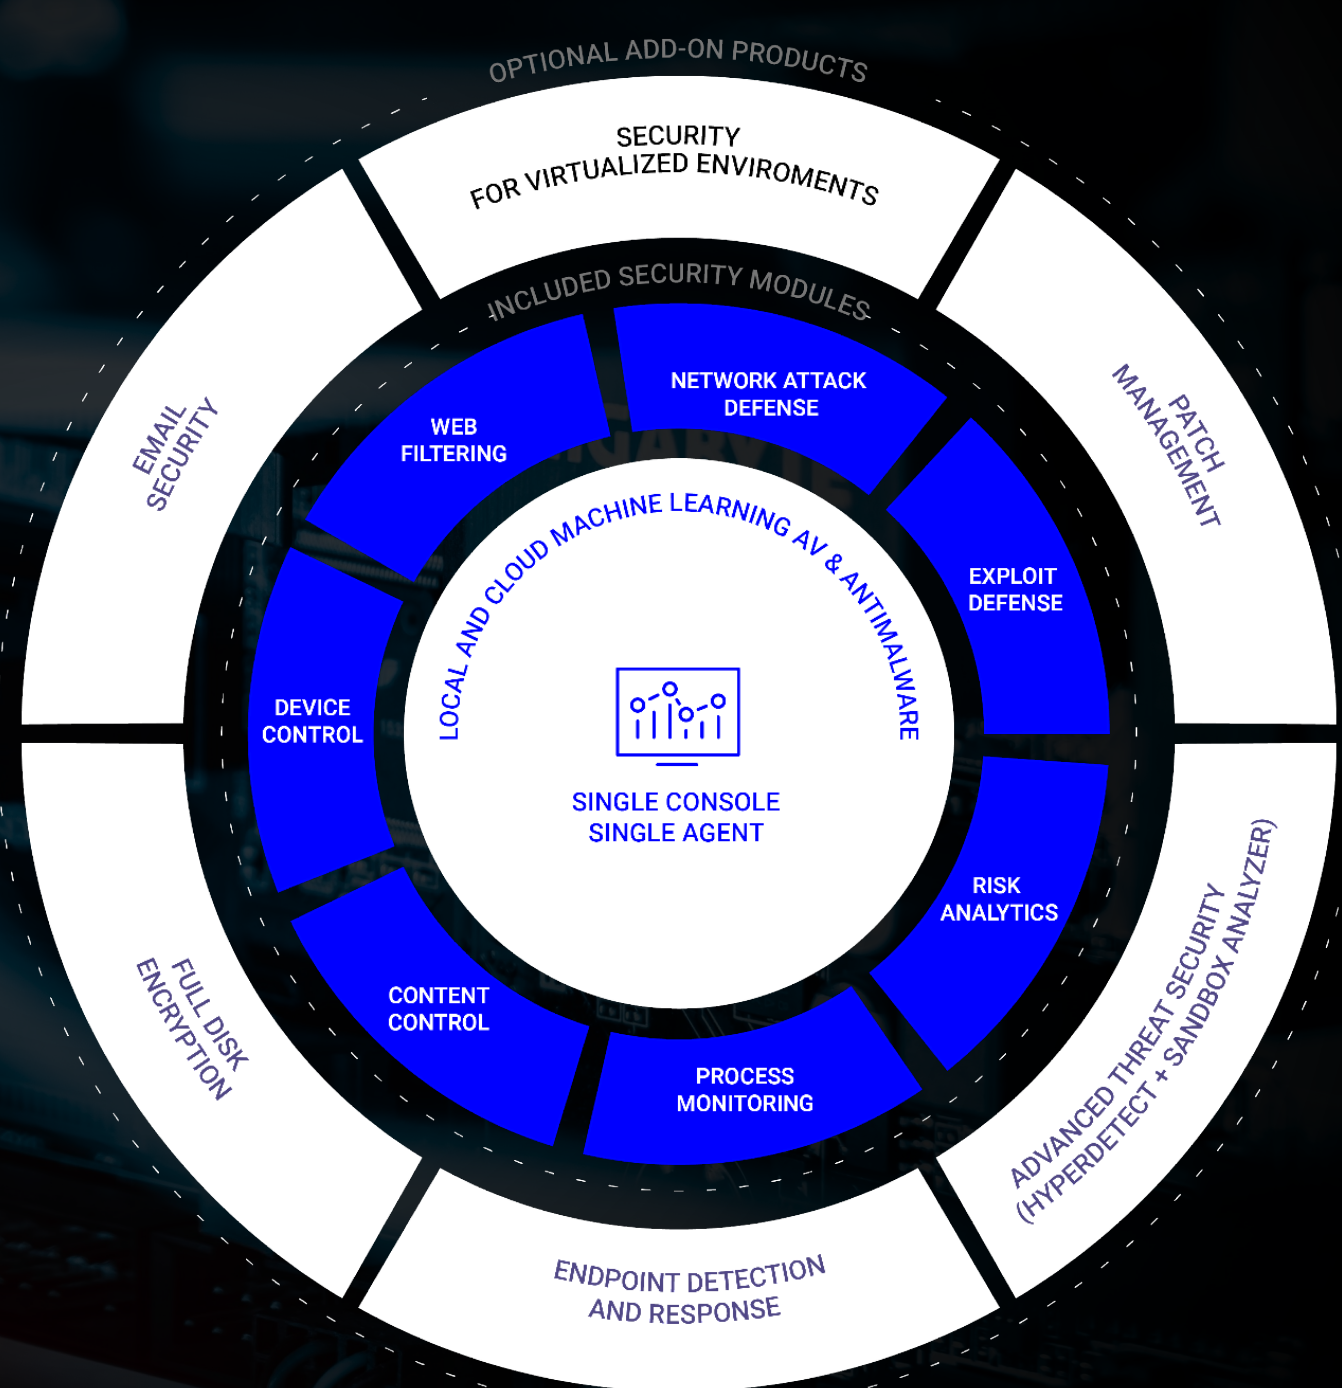 OPTIONAL ADD-ON PRODUCTS
SECURITY
FOR VIRTUALIZED ENVIROMENTS
INCLUDED SECURITY MODULES
NETWORK ATTACK
DEFENSE
WEB
FILTERING
EMAIL
SECURITY
PATCH
MANAGEMENT
LOCAL AND CLOUD MACHINE LEARNING AV & ANTIMALWARE
EXPLOIT
DEFENSE
DEVICE
CONTROL
SINGLE CONSOLE
SINGLE AGENT
RISK
ANALYTICS
ADVANCED THREAT SECURITY
(HYPERDETECT + SANDBOX ANALYZER)
CONTENT
CONTROL
FULL DISK
ENCRYPTION
PROCESS
MONITORING
ENDPOINT DETECTION
AND RESPONSE